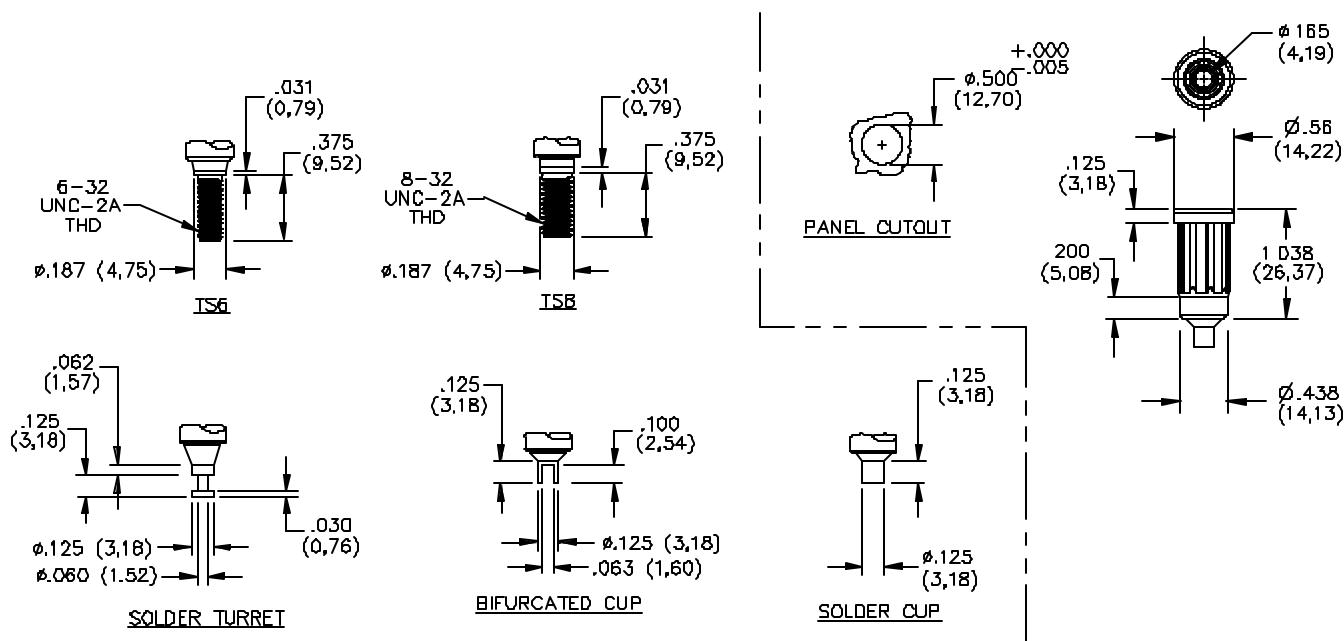 .031
(0,79)
.375
(9,52)
6-32
UNC-2A
THD
ø.187 (4,75)
TS6
.031
(0,79)
.375
(9,52)
8-32
UNC-2A
THD
ø.187 (4,75)
TS8
+.000
-.005
ø.500
(12,70)
PANEL CUTOUT
ø165
(4,19)
Ø.56
(14,22)
.125
(3,18)
200
(5,08)
1 038
(26,37)
Ø.438
(14,13)
.062
(1,57)
.125
(3,18)
.030
(0,76)
ø.125 (3,18)
ø.060 (1.52)
SOLDER TURRET
.125
(3,18)
.100
(2,54)
ø.125 (3,18)
.063 (1,60)
BIFURCATED CUP
.125
(3,18)
ø.125
(3,18)
SOLDER CUP